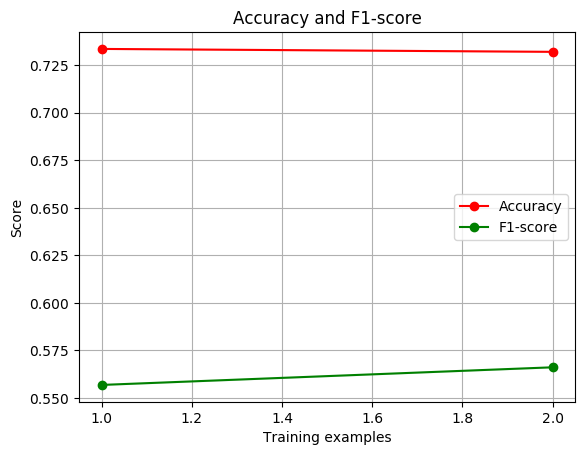 Accuracy and F1-score
0.725
0.700
0.675
0.650
0.625
0.600
0.575
0.550
Score
Accuracy
F1-score
1.0 1.2 1.4 1.6 1.8 2.0
Training examples